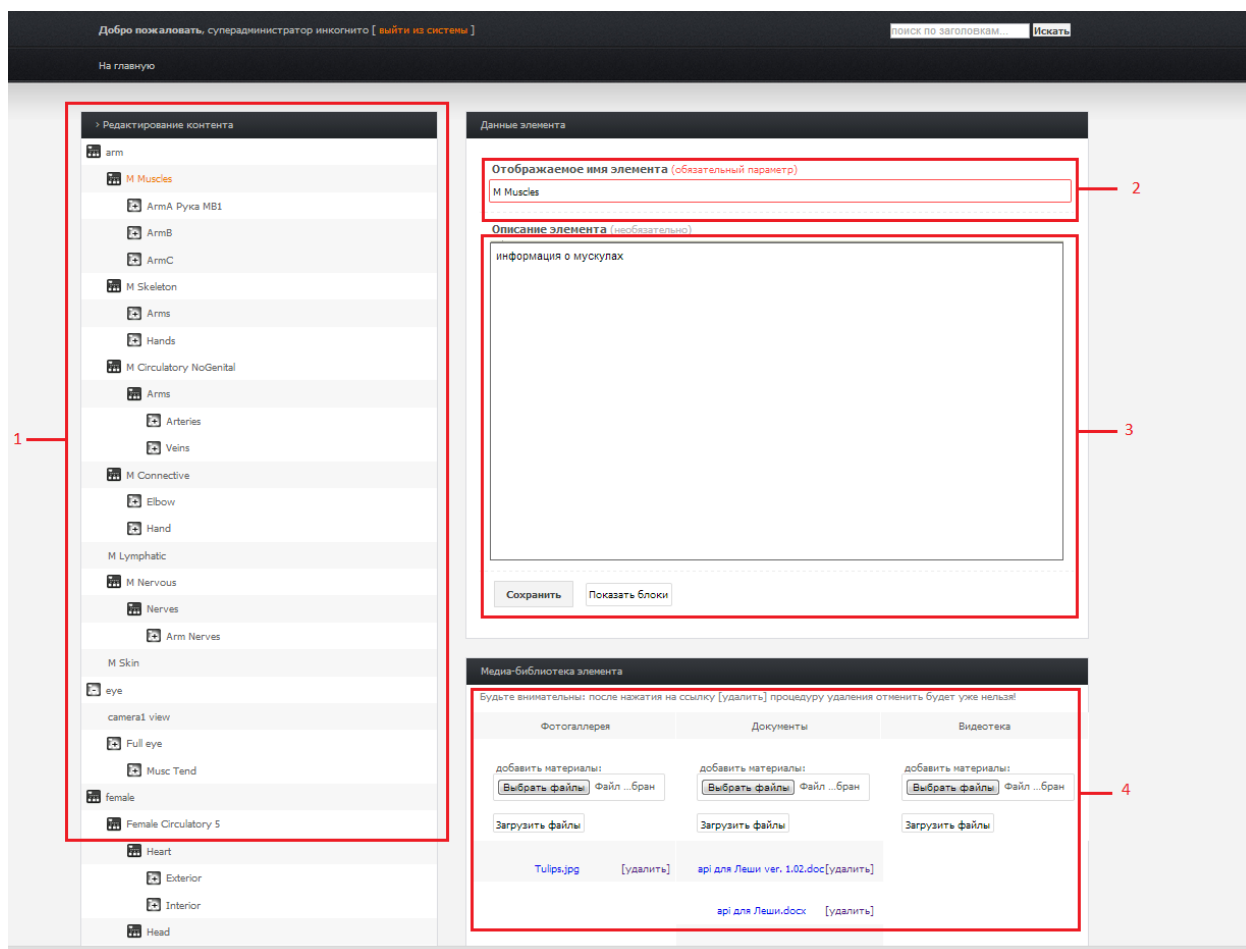 Добро пожаловать, суперадминистратор инкогнито [ выйти из системы ]
поиск по заголовкам... Искать
На главную
> Редактирование контента
arm
M Muscles
ArmA Рука МВ1
ArmB
ArmC
M Skeleton
Arms
Hands
M Circulatory NoGenital
Arms
Arteries
Veins
M Connective
Elbow
Hand
M Lymphatic
M Nervous
Nerves
Arm Nerves
M Skin
eye
camera1 view
Full eye
Musc Tend
female
Female Circulatory 5
Heart
Exterior
Interior
Head
1
Данные элемента
Отображаемое имя элемента (обязательный параметр)
M Muscles
2
Описание элемента (необязательно)
информация о мускулах
3
Сохранить Показать блоки
Медиа-библиотека элемента
Будьте внимательны: после нажатия на ссылку [удалить] процедуру удаления отменить будет уже нельзя!
Фотогаллерея Документы Видеотека
добавить материалы: добавить материалы: добавить материалы:
Выбрать файлы Файл ...бран Выбрать файлы Файл ...бран Выбрать файлы Файл ...бран
4
Загрузить файлы Загрузить файлы Загрузить файлы
Tulips.jpg [удалить] api для Леши ver. 1.02.doc[удалить]
api для Леши.docx [удалить]